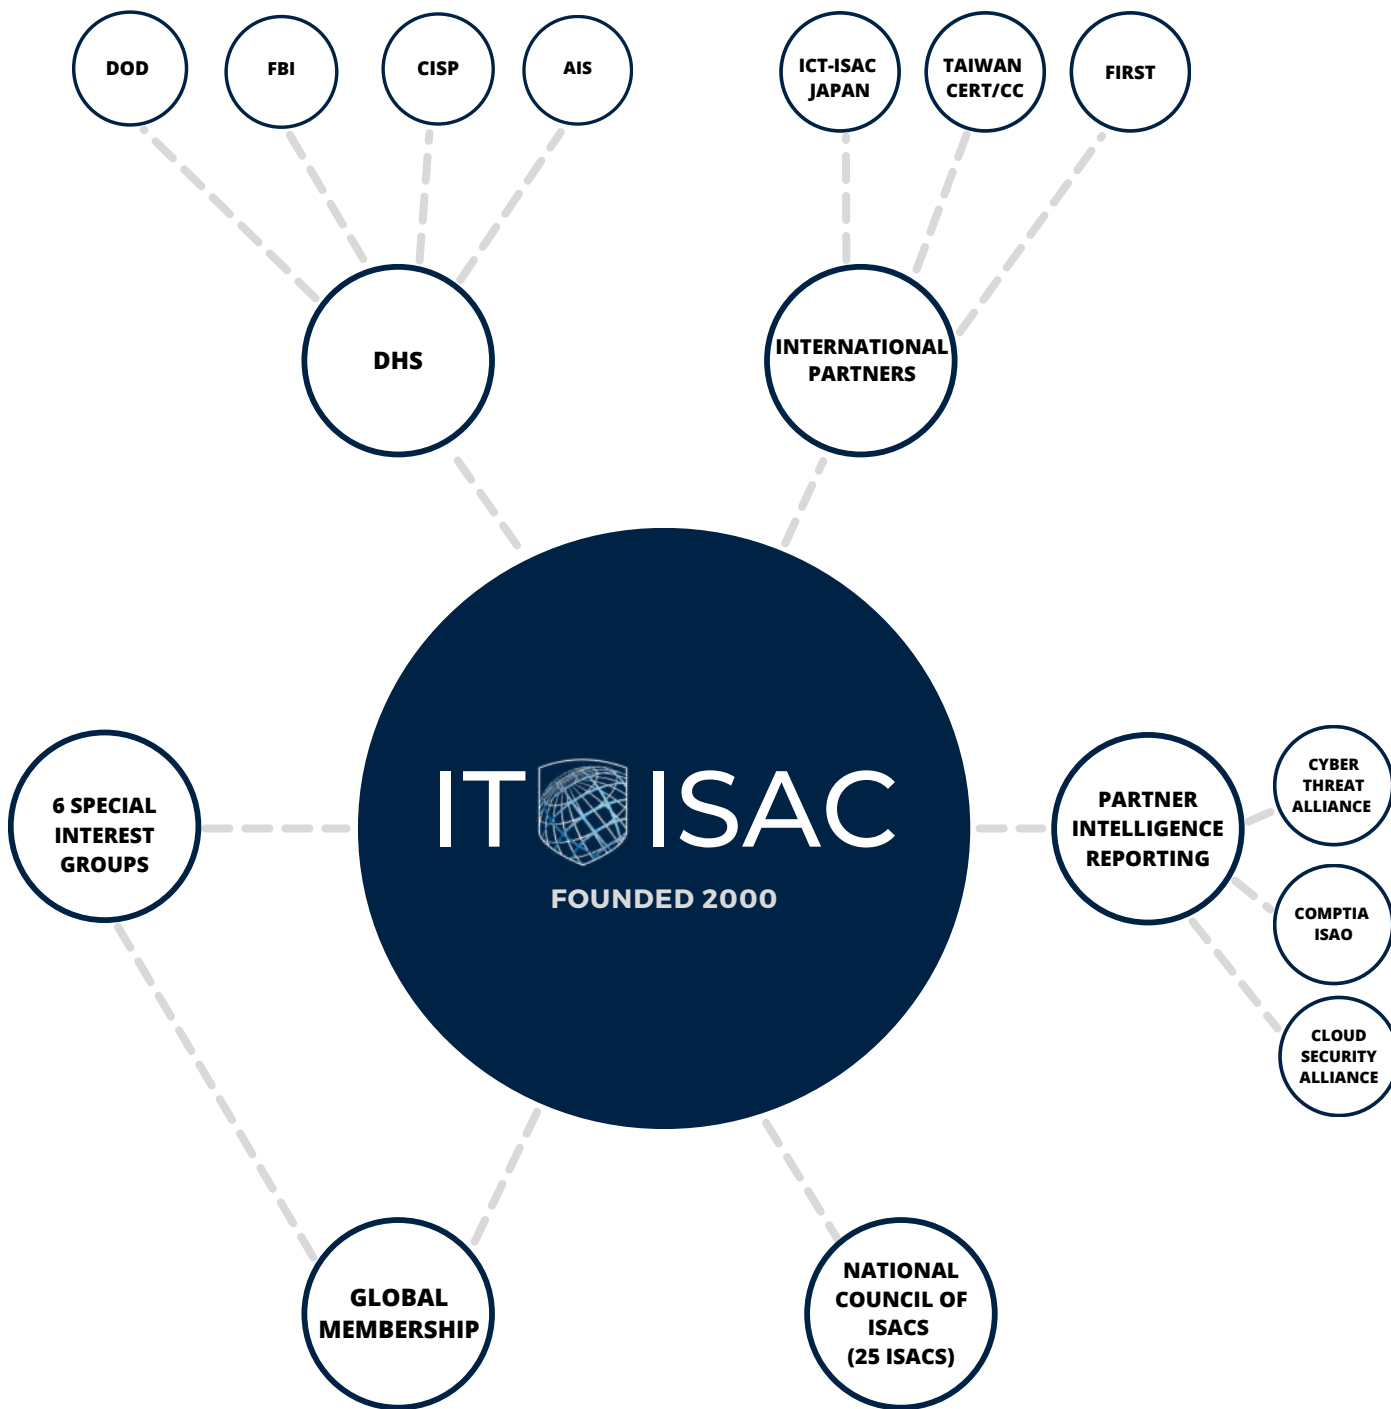 DOD
FBI
CISP
AIS
ICT-ISAC
JAPAN
TAIWAN
CERT/CC
FIRST
DHS
INTERNATIONAL
PARTNERS
IT ISAC
FOUNDED 2000
6 SPECIAL
INTEREST
GROUPS
PARTNER
INTELLIGENCE
REPORTING
CYBER
THREAT
ALLIANCE
COMPTIA
ISAO
CLOUD
SECURITY
ALLIANCE
GLOBAL
MEMBERSHIP
NATIONAL
COUNCIL OF
ISACS
(25 ISACS)